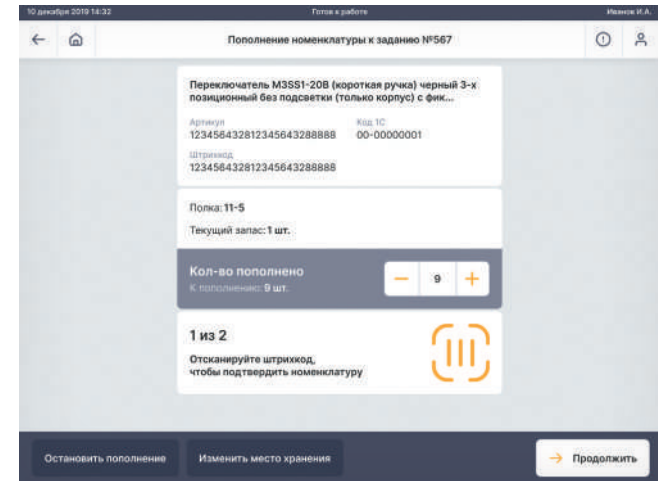 10 декабря 2019 14:32
Готов к работе
Иванов И.А.
Пополнение номенклатуры к заданию №567
Переключатель M3SS1-20B (короткая ручка) черный 3-х
позиционный без подсветки (только корпус) с фик...
Артикул
Код 1С
123456432812345643288888
00-00000001
Штрихкод
123456432812345643288888
Полка: 11-5
Текущий запас: 1 шт.
Кол-во пополнено
К пополнению: 9 шт.
9
1 из 2
Отсканируйте штрихкод,
чтобы подтвердить номенклатуру
Остановить пополнение
Изменить место хранения
Продолжить